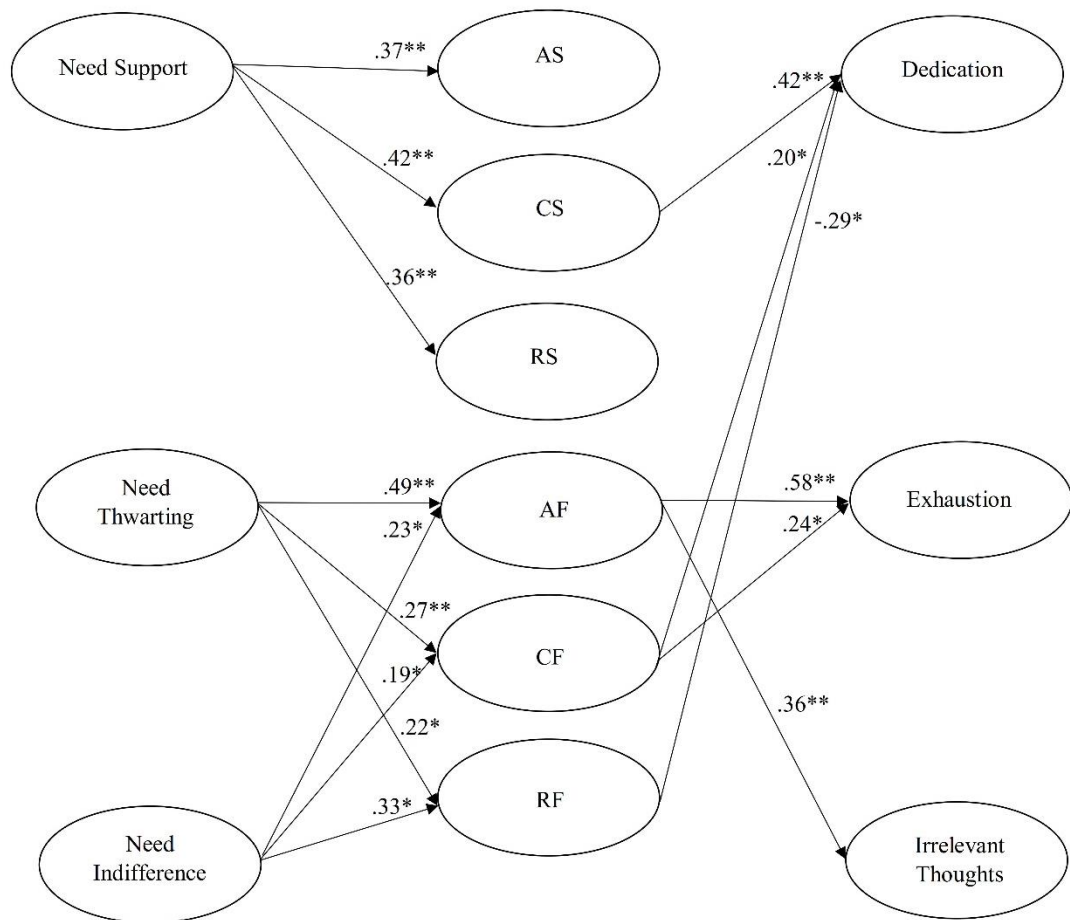 Need Support
.37**
AS
Dedication
.42**
.42**
.20*
CS
-.29*
.36**
RS
Need
Thwarting
.49**
.23*
AF
.58**
.24*
Exhaustion
.27**
.19*
CF
.22*
.36**
.33*
RF
Need
Indifference
Irrelevant
Thoughts